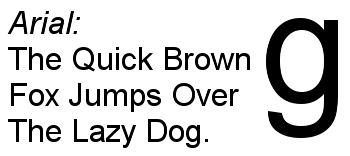 Arial:
The Quick Brown
Fox Jumps Over
The Lazy Dog.
g